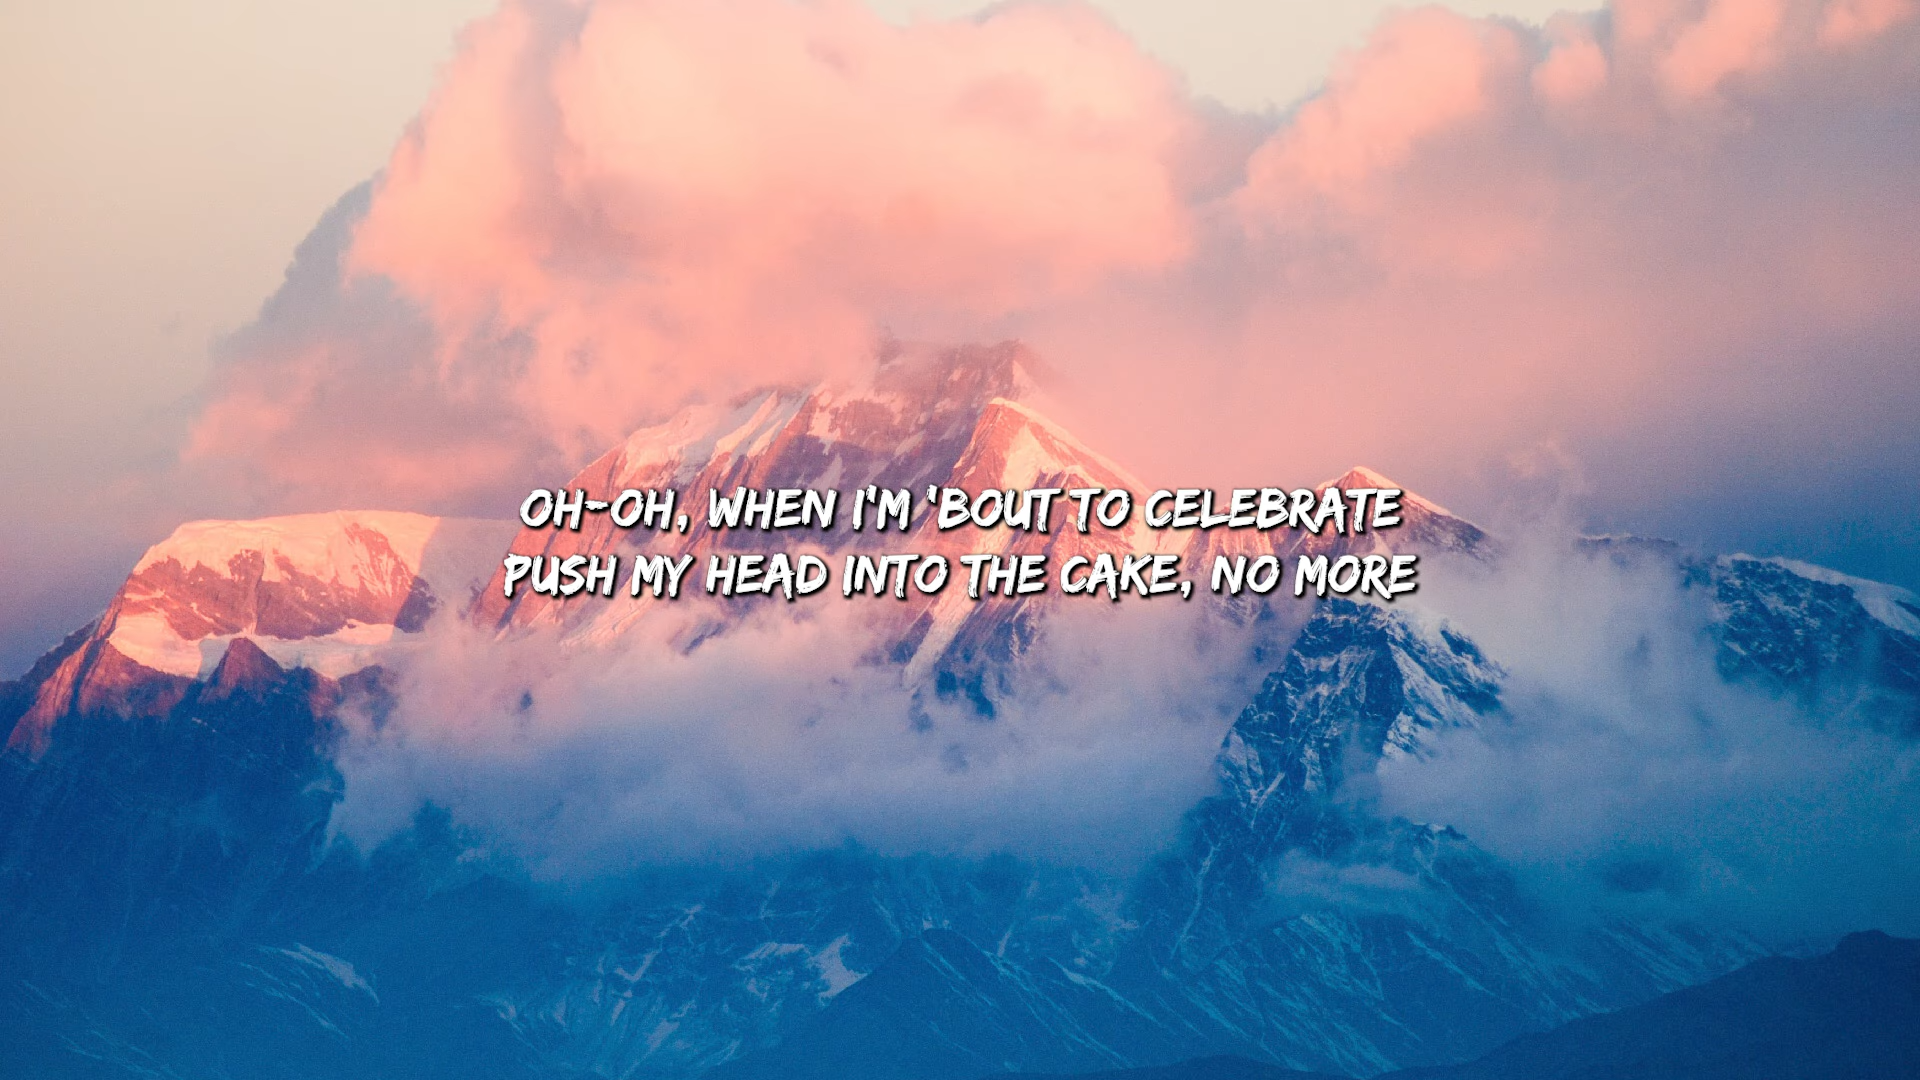 OH-OH, WHEN I'M 'BOUT TO CELEBRATE
PUSH MY HEAD INTO THE CAKE, NO MORE